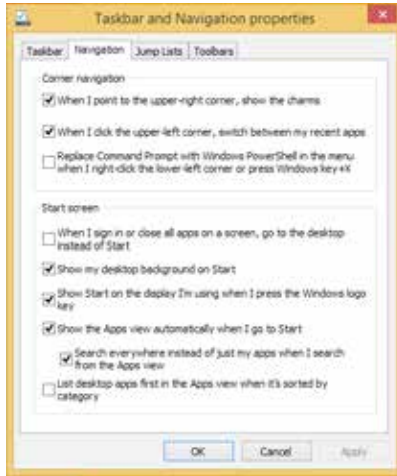 Taskbar and Navigation properties
Taskbar Navigation Jump Lists Toolbars
Corner navigation
When I point to the upper-right corner, show the charms
When I click the upper-left corner, switch between my recent apps
Replace Command Prompt with Windows PowerShell in the menu
when I right-click the lower-left corner or press Windows key+X
Start screen
When I sign in or close all apps on a screen, go to the desktop
instead of Start
Show my desktop background on Start
Show Start on the display I'm using when I press the Windows logo
key
Show the Apps view automatically when I go to Start
Search everywhere instead of just my apps when I search
from the Apps view
List desktop apps first in the Apps view when it's sorted by
category
OK Cancel Apply